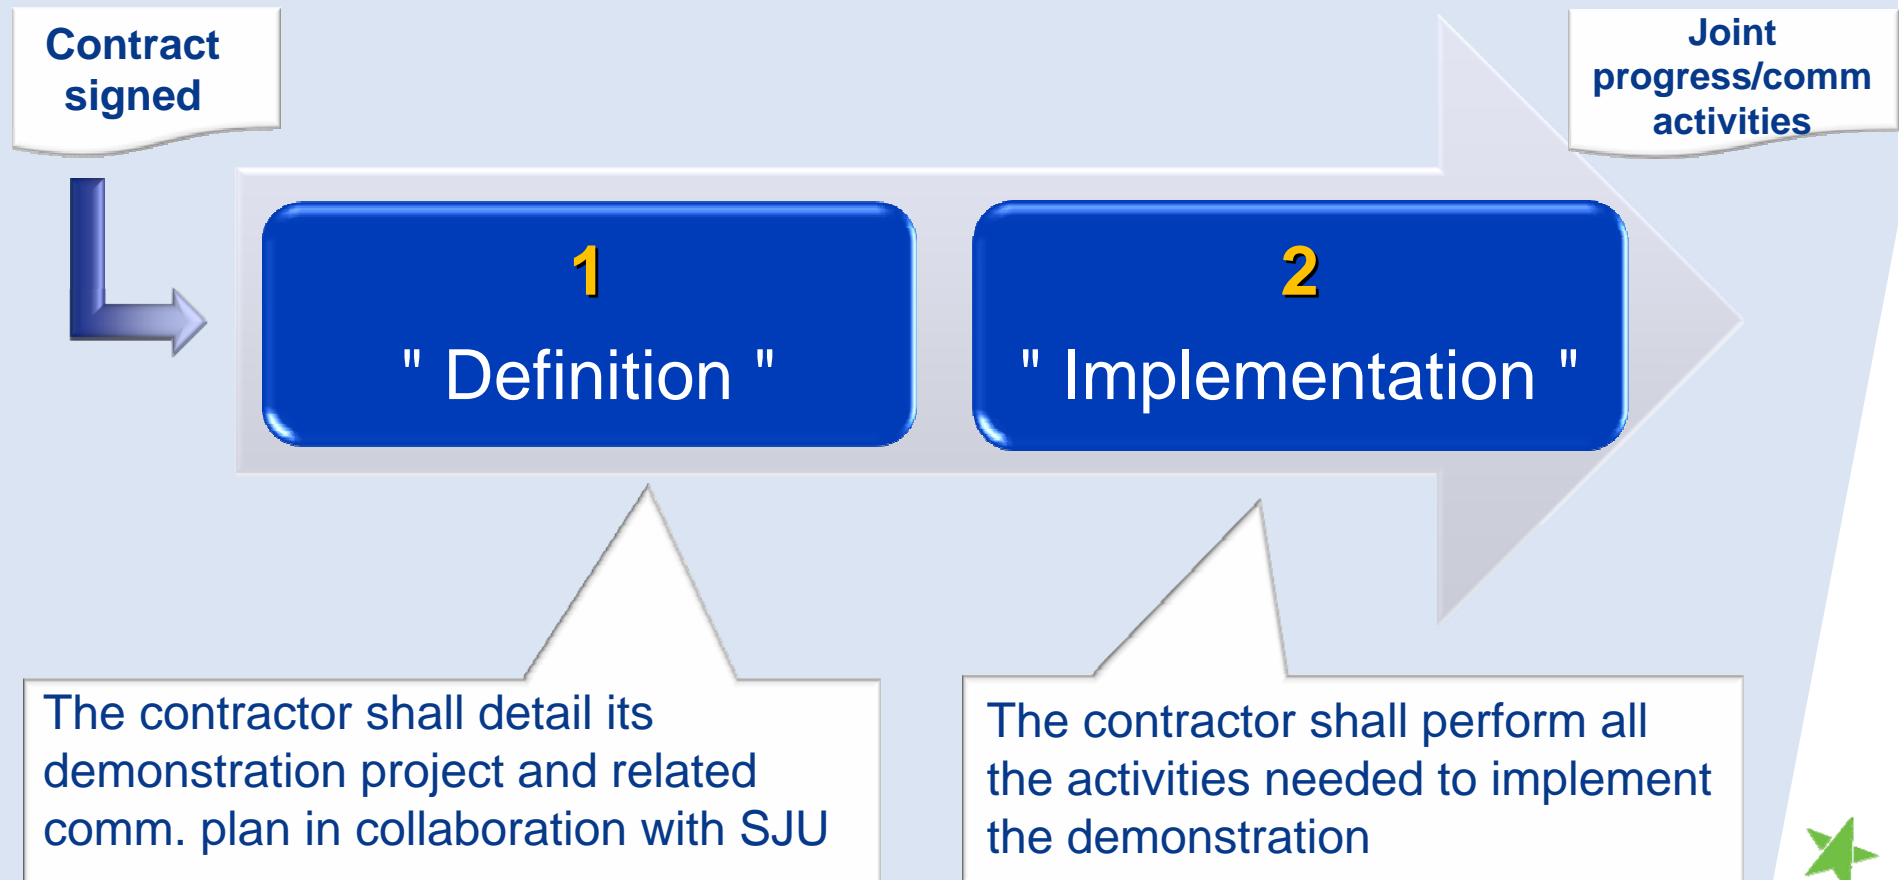 Contract
signed
Joint
progress/comm
activities
1
" Definition "
2
" Implementation "
The contractor shall detail its
demonstration project and related
comm. plan in collaboration with SJU
The contractor shall perform all
the activities needed to implement
the demonstration